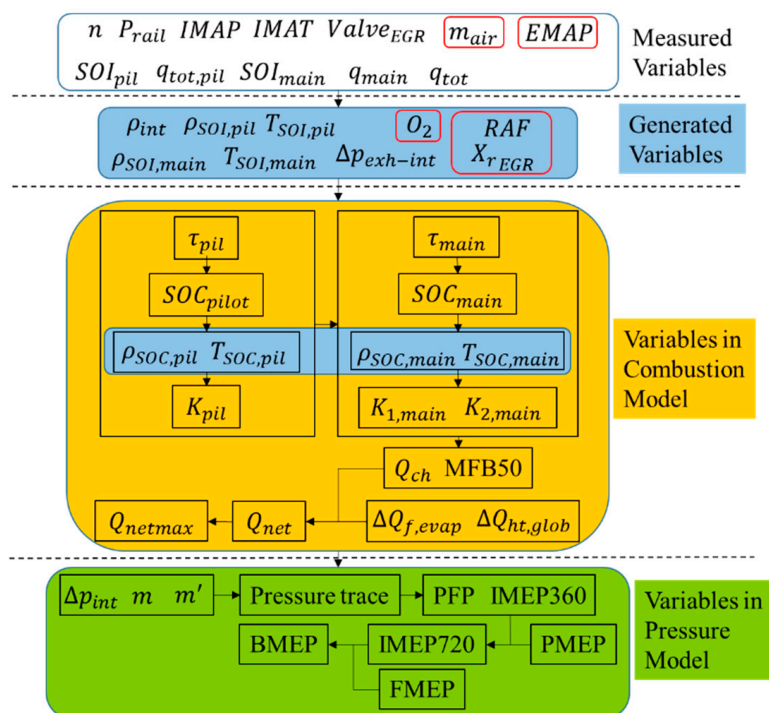 n P_rail IMAP IMAT Valve_EGR m_air EMAP
SOI_pil q_tot,pil SOI_main q_main q_tot
Measured
Variables
ρ_int ρ_SOI,pil T_SOI,pil O_2 RAF
ρ_SOI,main T_SOI,main Δp_exh−int X_r_EGR
Generated
Variables
τ_pil τ_main
SOC_pilot SOC_main
ρ_SOC,pil T_SOC,pil ρ_SOC,main T_SOC,main
K_pil K_1,main K_2,main
Q_ch MFB50
Q_netmax Q_net ΔQ_f,evap ΔQ_ht,glob
Variables in
Combustion
Model
Δp_int m m′ Pressure trace PFP IMEP360
BMEP IMEP720 PMEP
FMEP
Variables in
Pressure
Model